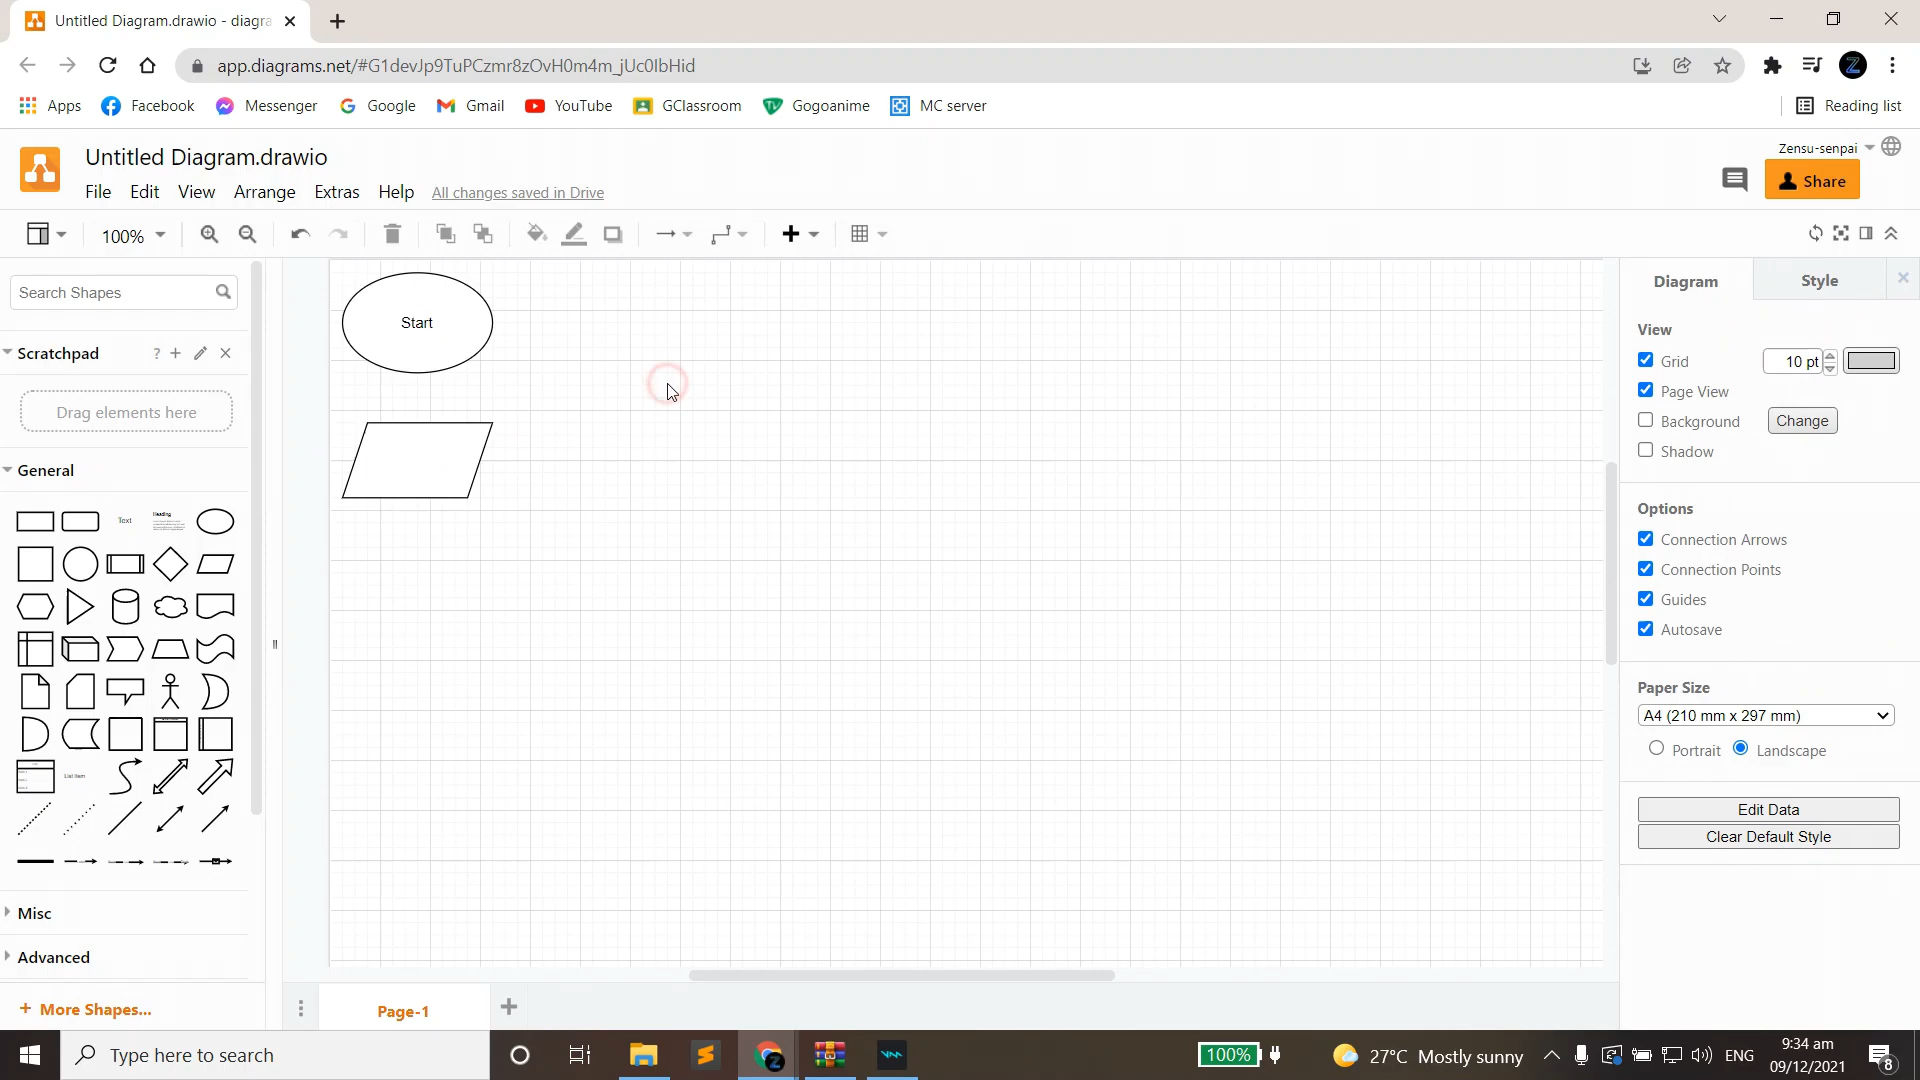 Untitled Diagram.drawio - diagra
app.diagrams.net/#G1devJp9TuPCzmr8zOvH0m4m_jUc0IbHid
Apps Facebook Messenger Google Gmail YouTube GClassroom Gogoanime MC server Reading list
Untitled Diagram.drawio
Zensu-senpai
File Edit View Arrange Extras Help All changes saved in Drive
Share
100%
Search Shapes
Scratchpad ?
Drag elements here
General
Text
Heading
List Item
Misc
Advanced
+ More Shapes...
Start
Page-1
Diagram Style
View
Grid 10 pt
Page View
Background Change
Shadow
Options
Connection Arrows
Connection Points
Guides
Autosave
Paper Size
A4 (210 mm x 297 mm)
Portrait Landscape
Edit Data
Clear Default Style
Type here to search
100%
27°C Mostly sunny
ENG
9:34 am
09/12/2021
8